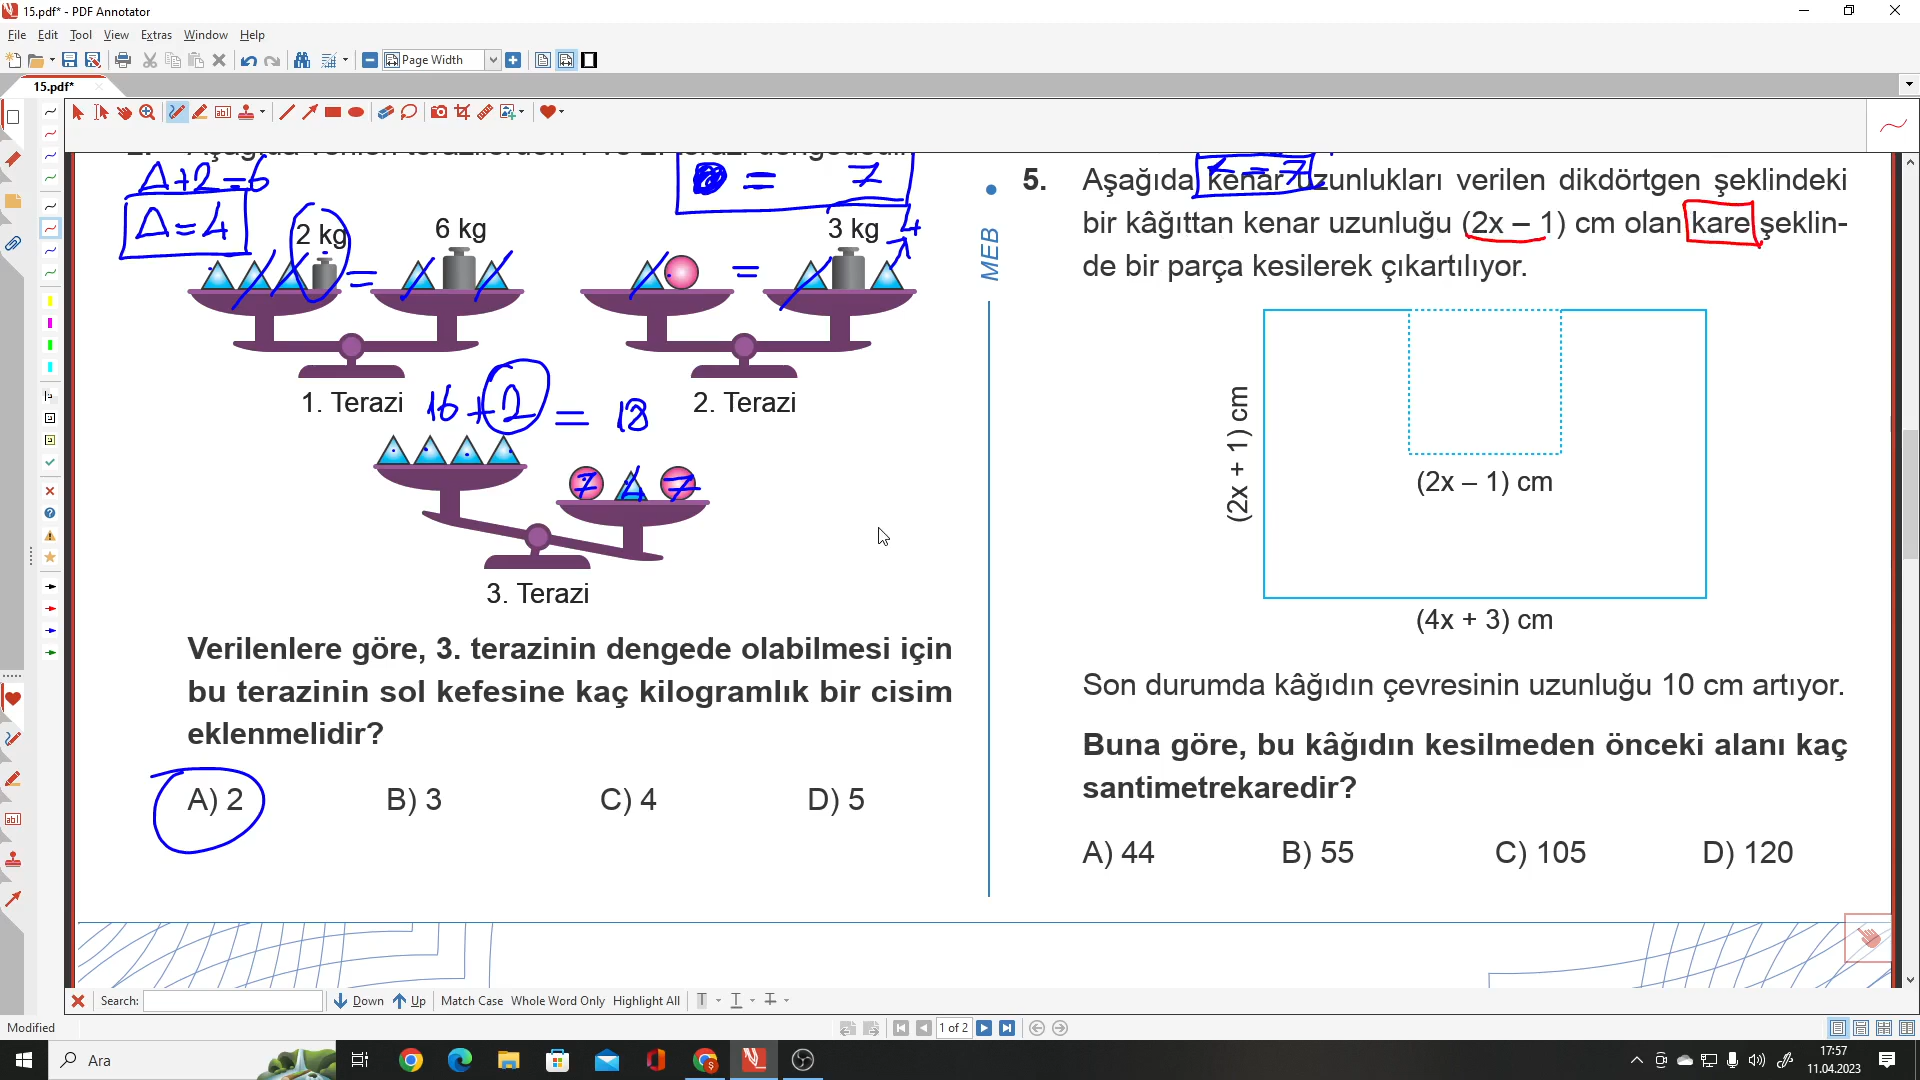 15.pdf* - PDF Annotator
File Edit Tool View Extras Window Help
Page Width
15.pdf*
Δ+2=6
Δ=4
= 7
2 kg
6 kg
=
3 kg
4
=
1. Terazi
16+2 = 18
2. Terazi
7 4 7
3. Terazi
Verilenlere göre, 3. terazinin dengede olabilmesi için
bu terazinin sol kefesine kaç kilogramlık bir cisim
eklenmelidir?
A) 2 B) 3 C) 4 D) 5
MEB
5. Aşağıda kenar uzunlukları verilen dikdörtgen şeklindeki
bir kâğıttan kenar uzunluğu (2x – 1) cm olan kare şeklin-
de bir parça kesilerek çıkartılıyor.
(2x + 1) cm
(2x – 1) cm
(4x + 3) cm
Son durumda kâğıdın çevresinin uzunluğu 10 cm artıyor.
Buna göre, bu kâğıdın kesilmeden önceki alanı kaç
santimetrekaredir?
A) 44 B) 55 C) 105 D) 120
Search: Down Up Match Case Whole Word Only Highlight All
Modified
1 of 2
Ara
17:57
11.04.2023